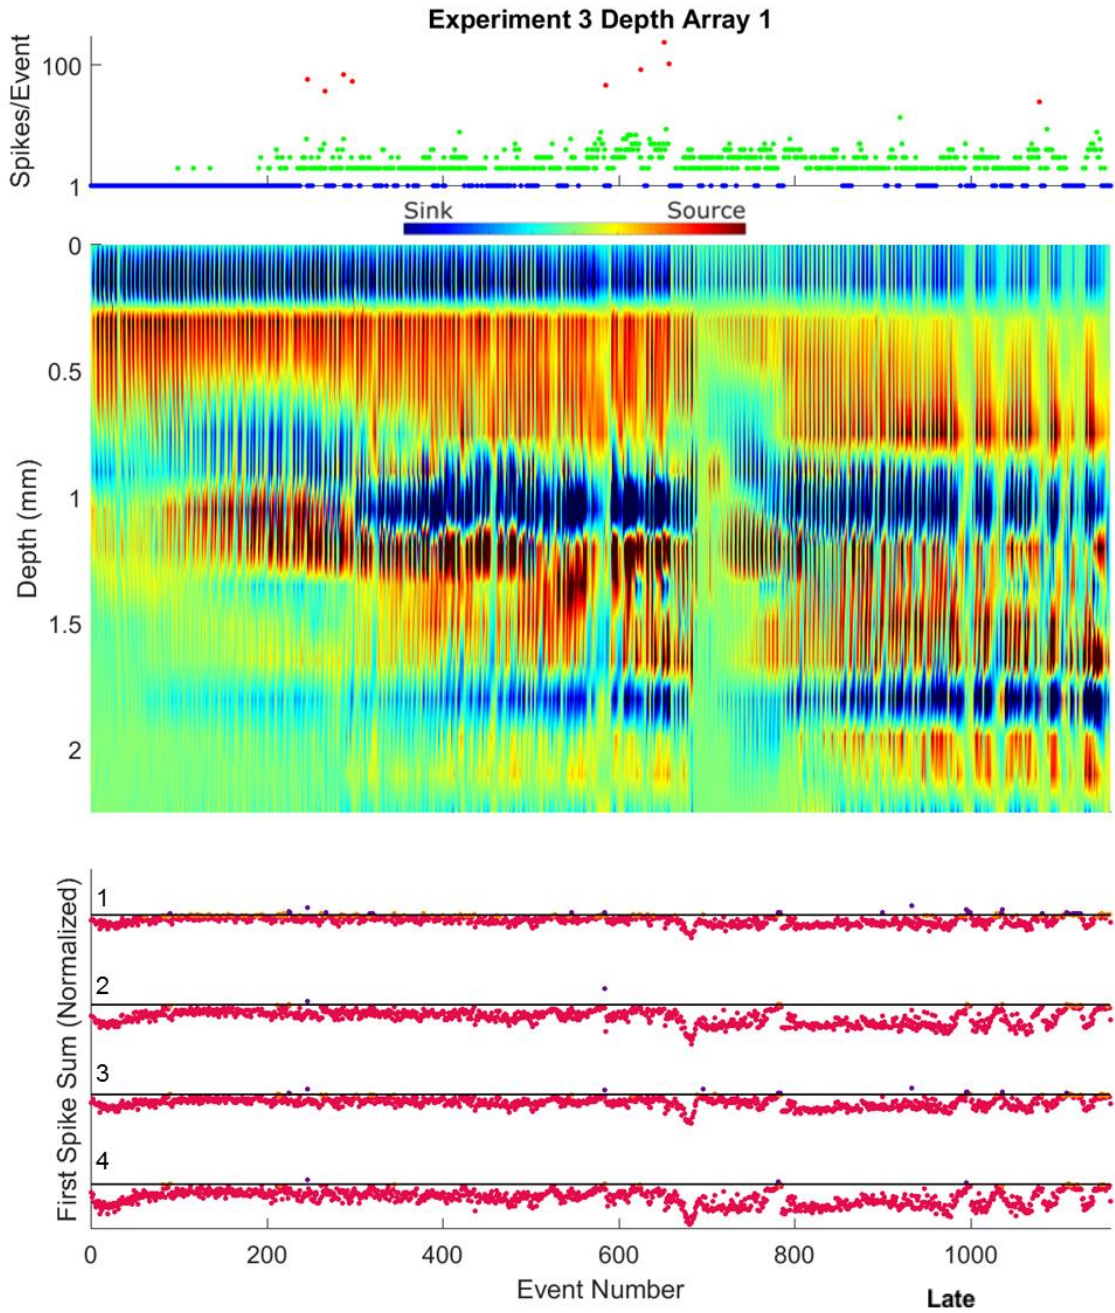 Experiment 3 Depth Array 1
Spikes/Event
100
1
Sink Source
Depth (mm)
0
0.5
1
1.5
2
First Spike Sum (Normalized)
1
2
3
4
0 200 400 600 800 1000
Event Number
Late